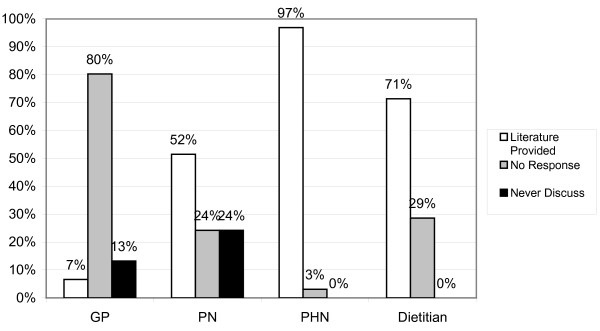 100%
90%
80%
70%
60%
50%
40%
30%
20%
10%
0%
7%
80%
13%
52%
24%
24%
97%
3%
0%
71%
29%
0%
GP
PN
PHN
Dietitian
Literature
Provided
No Response
Never Discuss